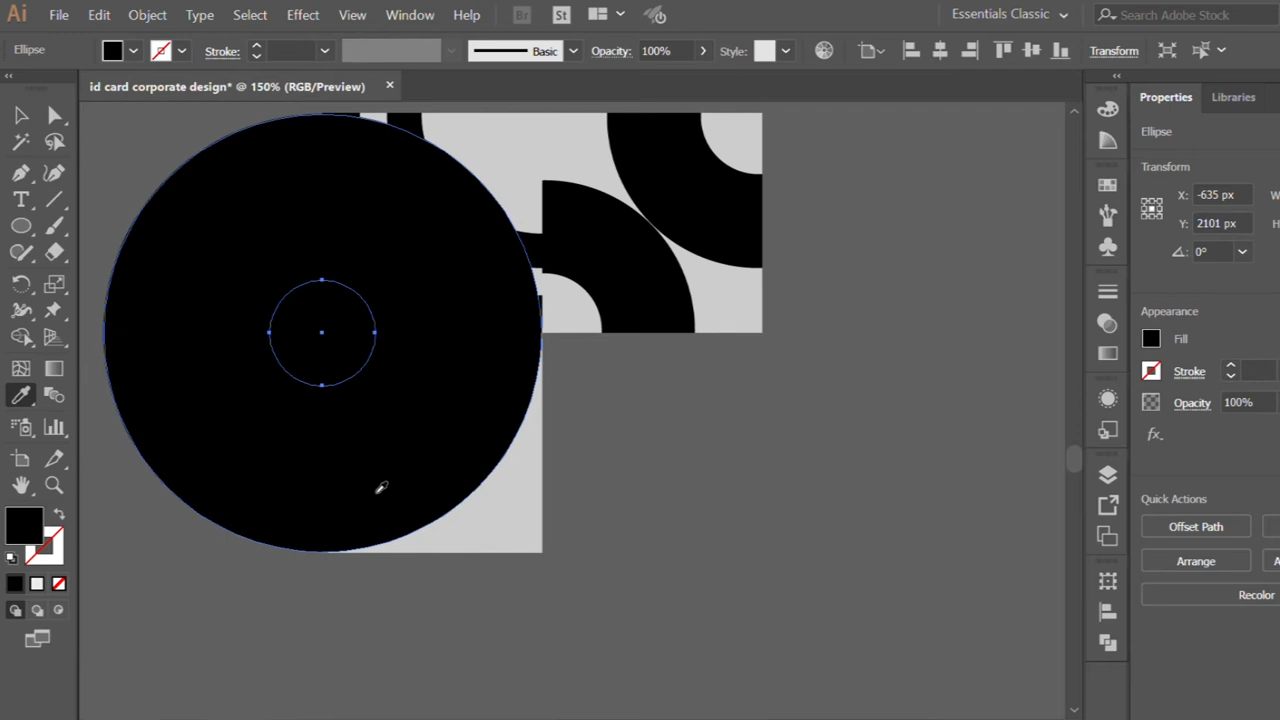 Ai File Edit Object Type Select Effect View Window Help Br St Essentials Classic Search Adobe Stock
Ellipse Stroke: Basic Opacity: 100% Style: Transform
id card corporate design* @ 150% (RGB/Preview) ×
Properties Libraries
Ellipse
Transform
X: -635 px W
Y: 2101 px H
0°
Appearance
Fill
Stroke
Opacity 100%
fx
Quick Actions
Offset Path
Arrange A
Recolor
T